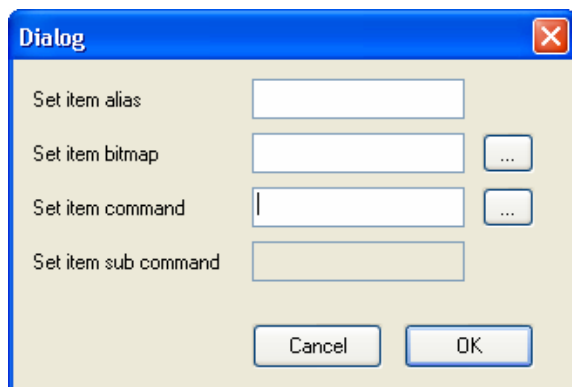 Dialog
Set item alias
Set item bitmap ...
Set item command ...
Set item sub command
Cancel OK